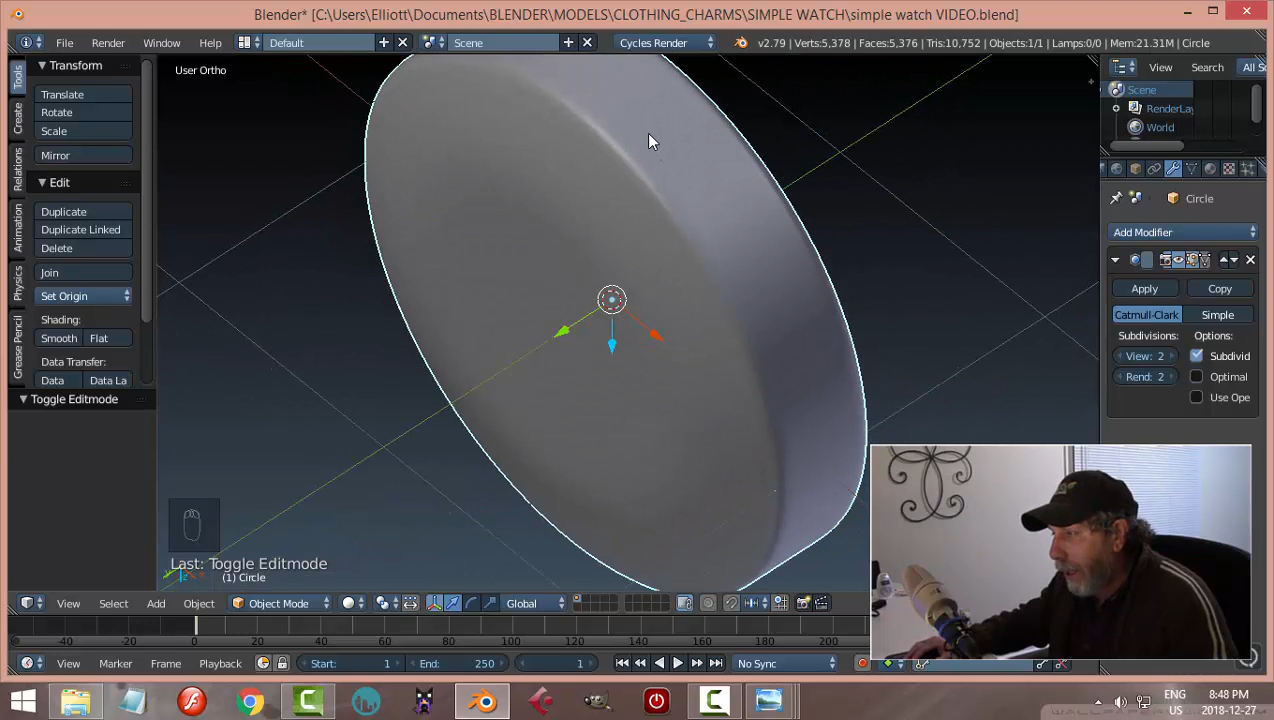 Blender* [C:\Users\Elliott\Documents\BLENDER\MODELS\CLOTHING_CHARMS\SIMPLE WATCH\simple watch VIDEO.blend]
File Render Window Help Default Scene Cycles Render v2.79 | Verts:5,378 | Faces:5,376 | Tris:10,752 | Objects:1/1 | Lamps:0/0 | Mem:21.31M | Circle
Tools
Create
Relations
Animation
Physics
Grease Pencil
Transform
Translate
Rotate
Scale
Mirror
Edit
Duplicate
Duplicate Linked
Delete
Join
Set Origin
Shading:
Smooth Flat
Data Transfer:
Data Data La
Toggle Editmode
User Ortho
Last: Toggle Editmode
(1) Circle
View Search All S
Scene
RenderLay
World
Circle
Add Modifier
Apply Copy
Catmull-Clark Simple
Subdivisions: Options:
View: 2 Subdivid
Rend: 2 Optimal
Use Ope
View Select Add Object Object Mode Global
-40 -20 0 20 40 60 80 100 120 140 160 180 200
View Marker Frame Playback Start: 1 End: 250 1 No Sync
ENG 8:48 PM
US 2018-12-27